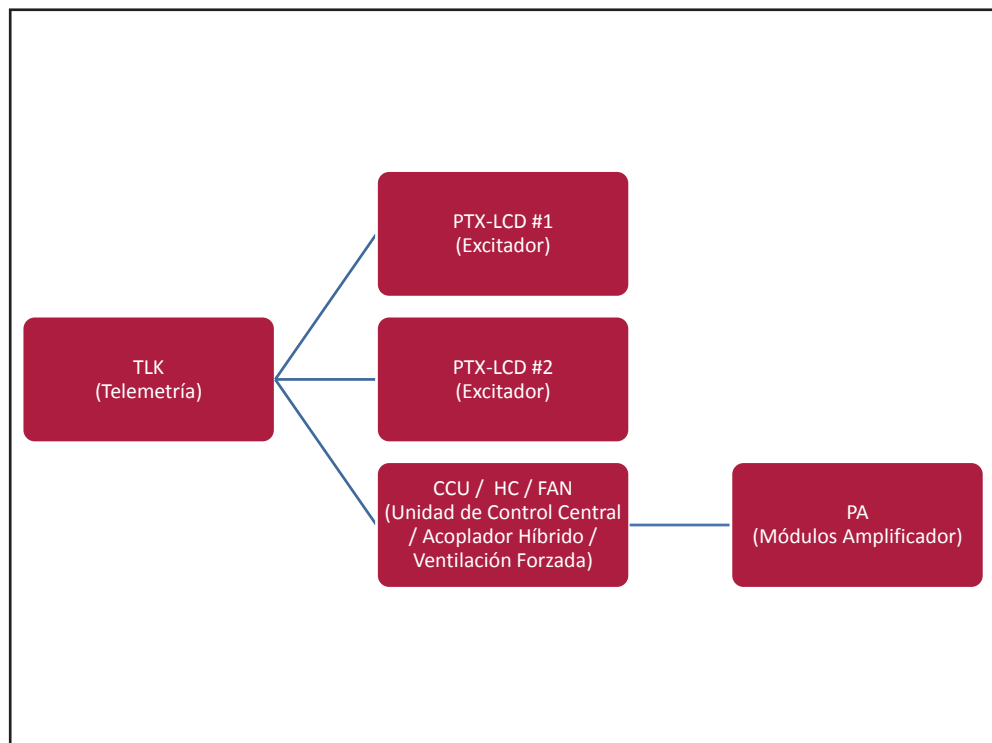 PTX-LCD #1
(Excitador)
TLK
(Telemetría)
PTX-LCD #2
(Excitador)
CCU / HC / FAN
(Unidad de Control Central
/ Acoplador Híbrido /
Ventilación Forzada)
PA
(Módulos Amplificador)